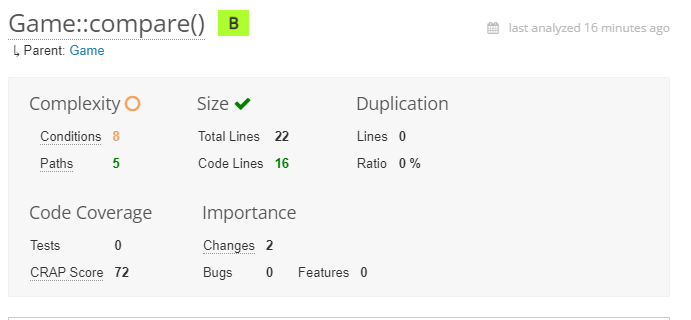 Game::compare() B
last analyzed 16 minutes ago
Parent: Game
Complexity Size Duplication
Conditions 8 Total Lines 22 Lines 0
Paths 5 Code Lines 16 Ratio 0 %
Code Coverage Importance
Tests 0 Changes 2
CRAP Score 72 Bugs 0 Features 0